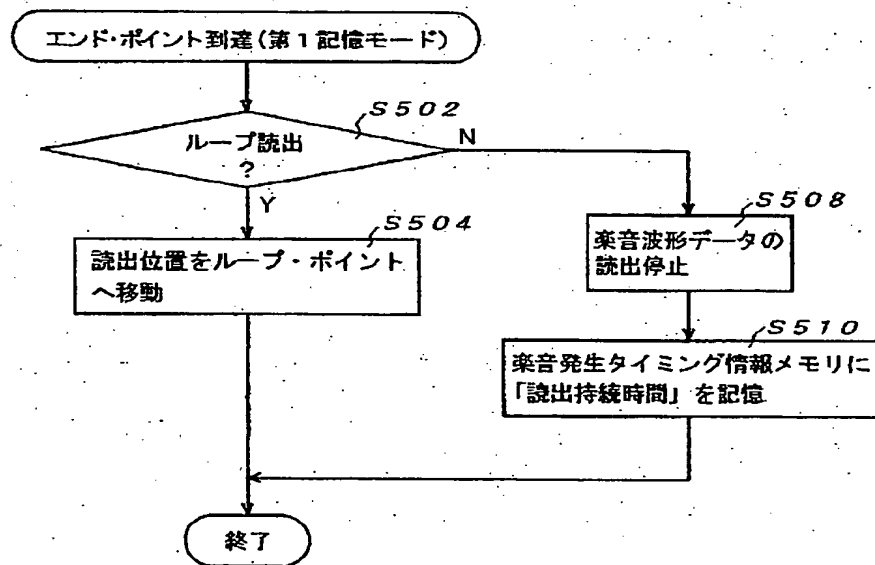 エンド・ポイント到達(第1記憶モード)
S502
ループ読出
?
N
Y
S504
読出位置をループ・ポイント
へ移動
S508
楽音波形データの
読出停止
S510
楽音発生タイミング情報メモリに
「読出持続時間」を記憶
終了